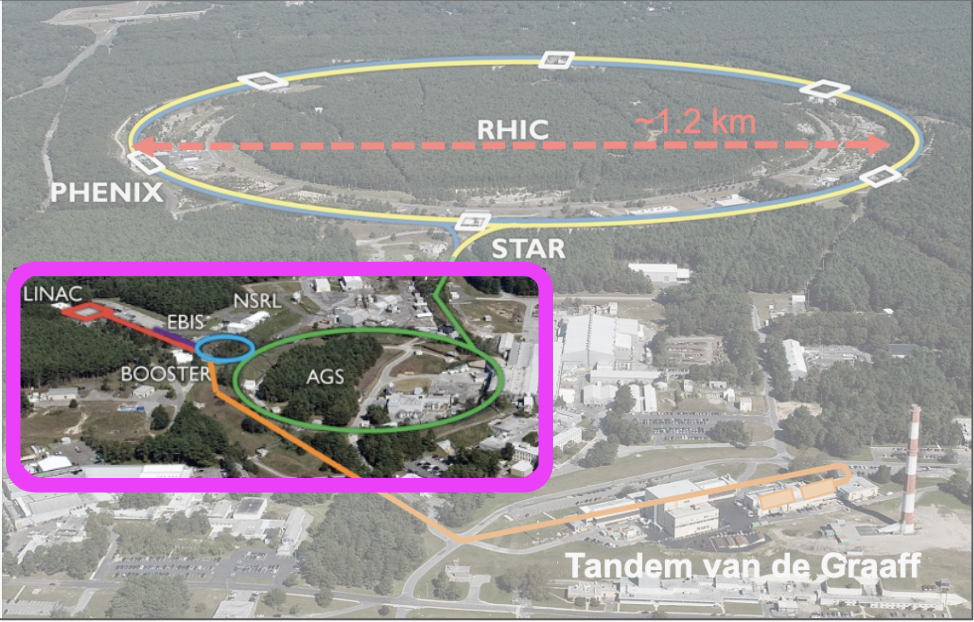 RHIC
~1.2 km
PHENIX
STAR
LINAC
NSRL
EBIS
BOOSTER
AGS
Tandem van de Graaff